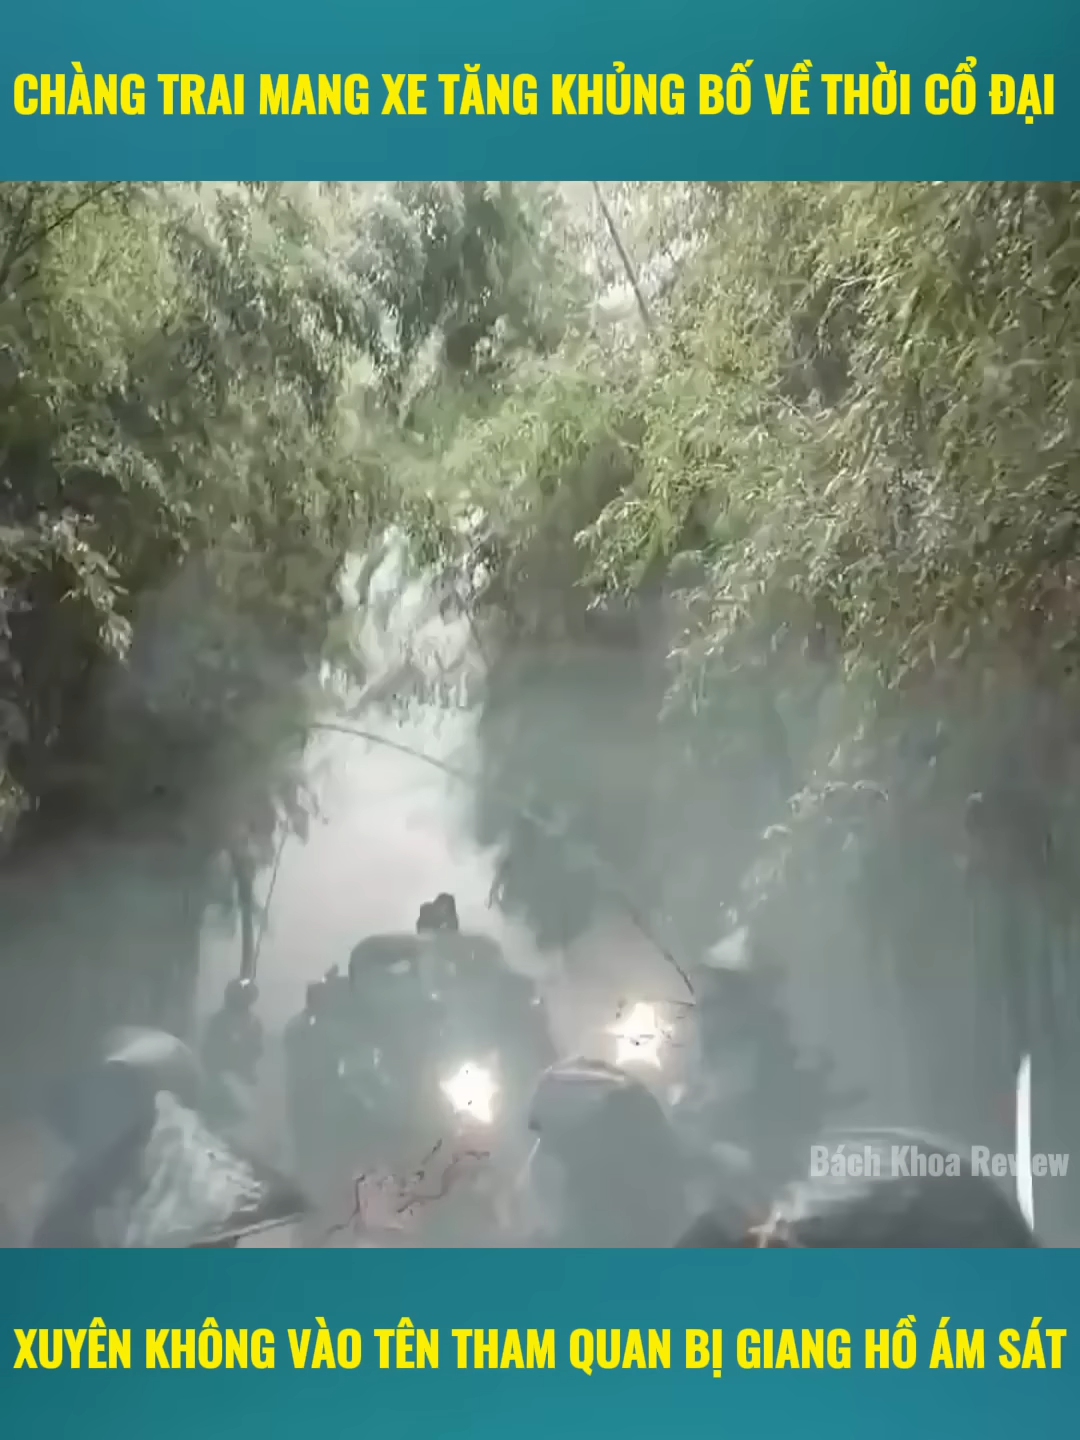 CHÀNG TRAI MANG XE TĂNG KHỦNG BỐ VỀ THỜI CỔ ĐẠI
Bách Khoa Review
XUYÊN KHÔNG VÀO TÊN THAM QUAN BỊ GIANG HỒ ÁM SÁT